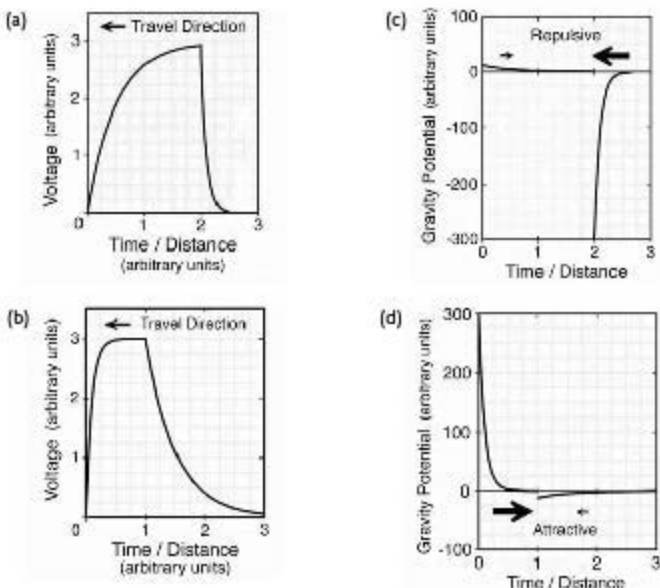 (a)
← Travel Direction
Voltage (arbitrary units)
3
2
1
0
0
1
2
3
Time / Distance
(arbitrary units)
(b)
← Travel Direction
Voltage (arbitrary units)
3
2
1
0
1
2
3
Time / Distance
(arbitrary units)
(c)
Gravity Potential (arbitrary units)
100
Repulsive
0
-100
-200
-300
0
1
2
3
Time / Distance
(d)
Gravity Potential (arbitrary units)
300
200
100
0
-100
Attractive
0
1
2
3
Time / Distance